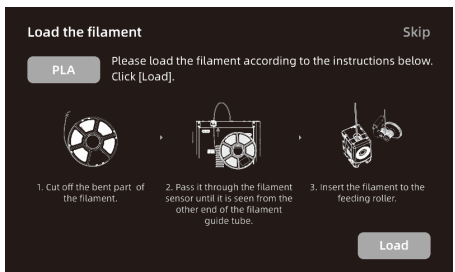 Load the filament
Skip
PLA
Please load the filament according to the instructions below.
Click [Load].
1. Cut off the bent part of
the filament.
2. Pass it through the filament
sensor until it is seen from the
other end of the filament
guide tube.
3. Insert the filament to the
feeding roller.
Load